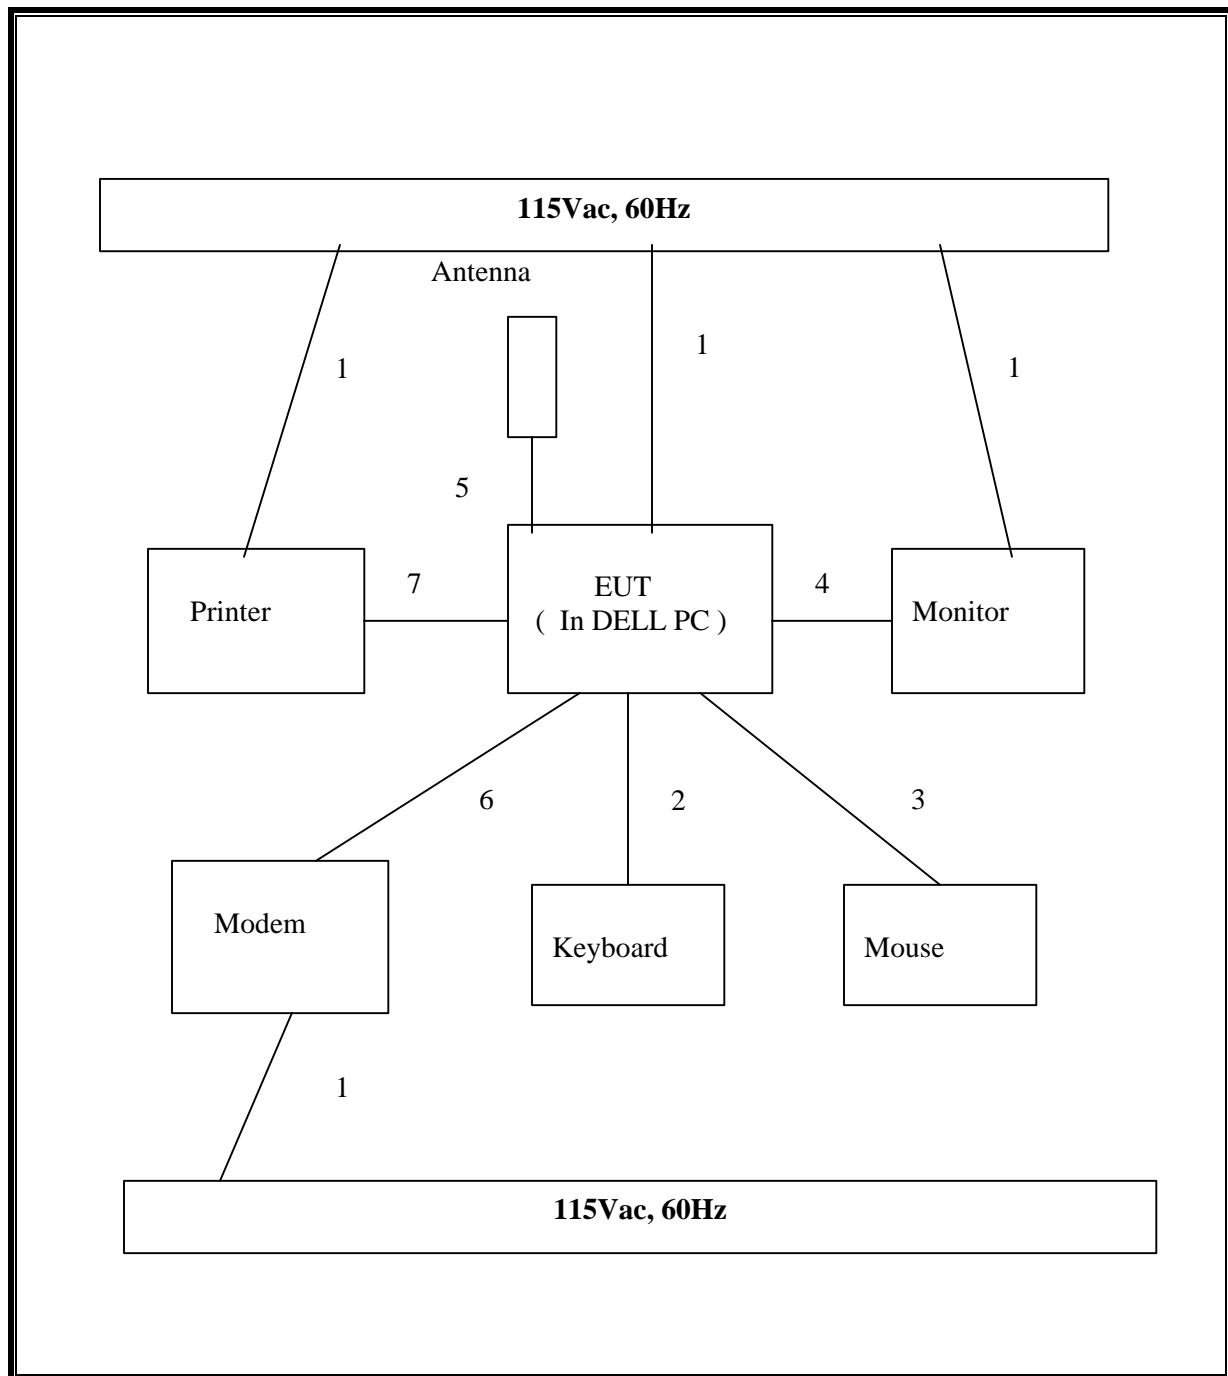 115Vac, 60Hz
Antenna
1
1
1
5
EUT
( In DELL PC )
7
4
Printer
Monitor
6
2
3
Modem
Keyboard
Mouse
1
115Vac, 60Hz